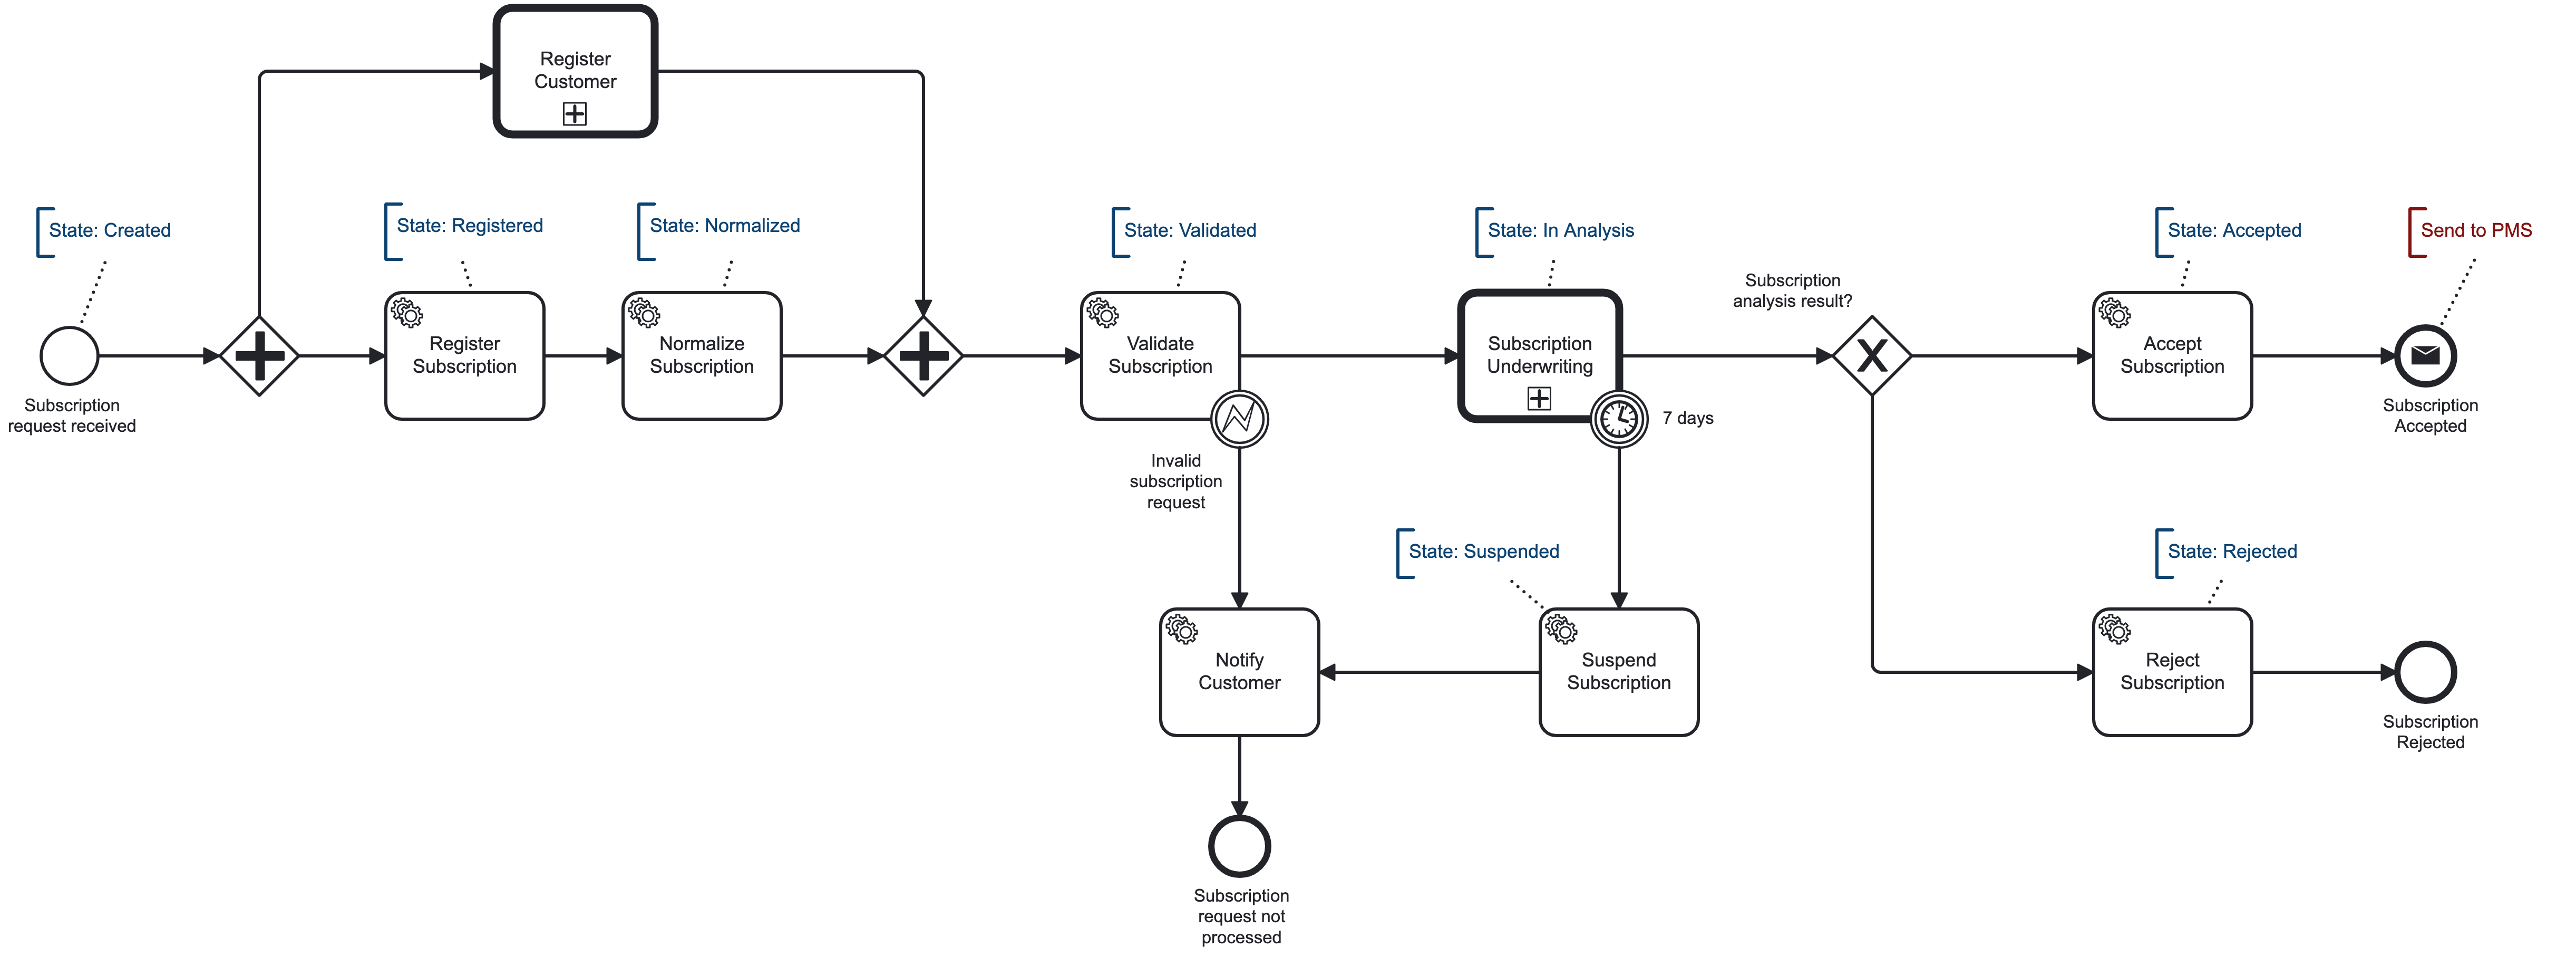 Register
Customer
State: Created
State: Registered
State: Normalized
State: Validated
State: In Analysis
State: Accepted
Send to PMS
Subscription
analysis result?
Subscription
request received
Register
Subscription
Normalize
Subscription
Validate
Subscription
Subscription
Underwriting
Accept
Subscription
Subscription
Accepted
7 days
Invalid
subscription
request
State: Suspended
State: Rejected
Notify
Customer
Suspend
Subscription
Reject
Subscription
Subscription
Rejected
Subscription
request not
processed